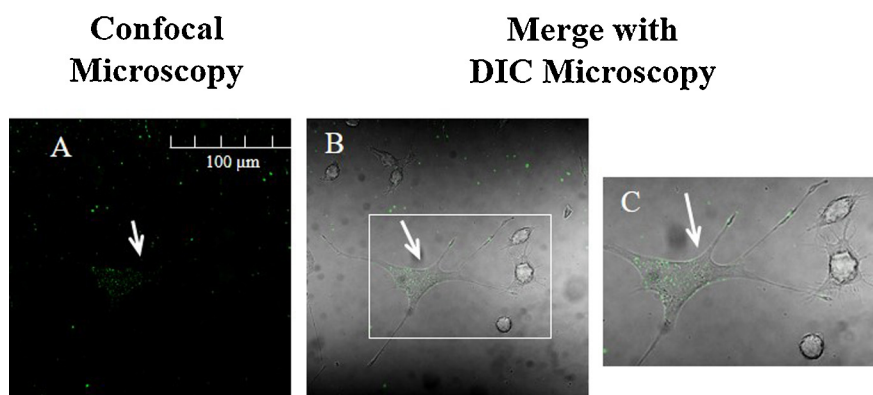 Confocal
Microscopy
Merge with
DIC Microscopy
A
100 μm
B
C